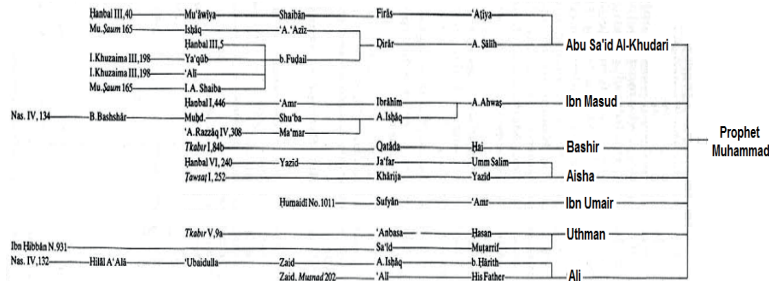 Ḥanbal III, 40 Mu'āwiya Shaibān Firās 'Aṭiya
Mu. Ṣaum 165 Isḥāq 'A. 'Azīz
Ḥanbal III, 5 Ḍirār A. Ṣāliḥ Abu Sa'id Al-Khudari
I. Khuzaima III, 198 Ya'qūb b. Fuḍail
I. Khuzaima III, 198 'Alī
Mu. Ṣaum 165 I.A. Shaiba
Ḥanbal I, 446 'Amr Ibrāhīm A. Aḥwaṣ Ibn Masud
Nas. IV, 134 B. Bashshār Muḥd. Shu'ba A. Isḥāq
'A. Razzāq IV, 308 Ma'mar
Prophet Muhammad
Tkabīr I, 84b Qatāda Hai Bashir
Ḥanbal VI, 240 Yazīd Ja'far Umm Salim
Ṭawsaṭ I, 252 Khārija Yazīd Aisha
Ḥumaidī No. 1011 Sufyān 'Amr Ibn Umair
Tkabīr V, 9a 'Anbasa Ḥasan Uthman
Ibn Ḥibbān N. 931 Sa'īd Muṭarrif
Nas. IV, 132 Hilāl A'Alā 'Ubaidulla Zaid A. Isḥāq b. Ḥārith
Zaid, Musnad 202 'Alī His Father Ali